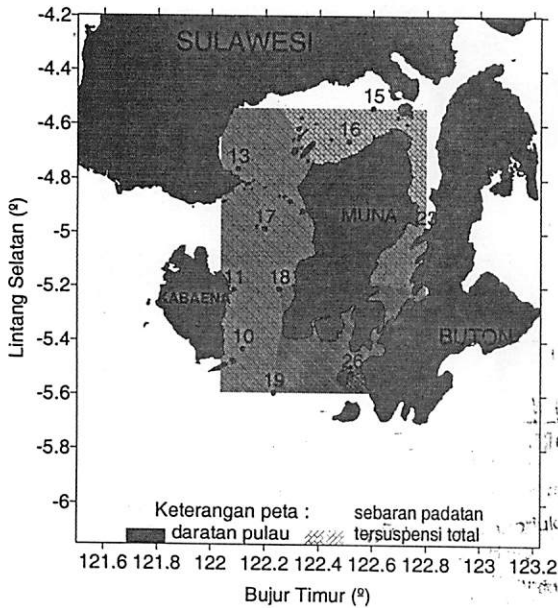 -4.2
SULAWESI
-4.4
15
-4.6
16
13
-4.8
MUNA
23
17
-5
11
18
-5.2
KABAENA
10
BUTON
-5.4
26
19
-5.6
-5.8
-6
Lintang Selatan (º)
Keterangan peta :
sebaran padatan
daratan pulau
tersuspensi total
121.6 121.8 122 122.2 122.4 122.6 122.8 123 123.2
Bujur Timur (º)